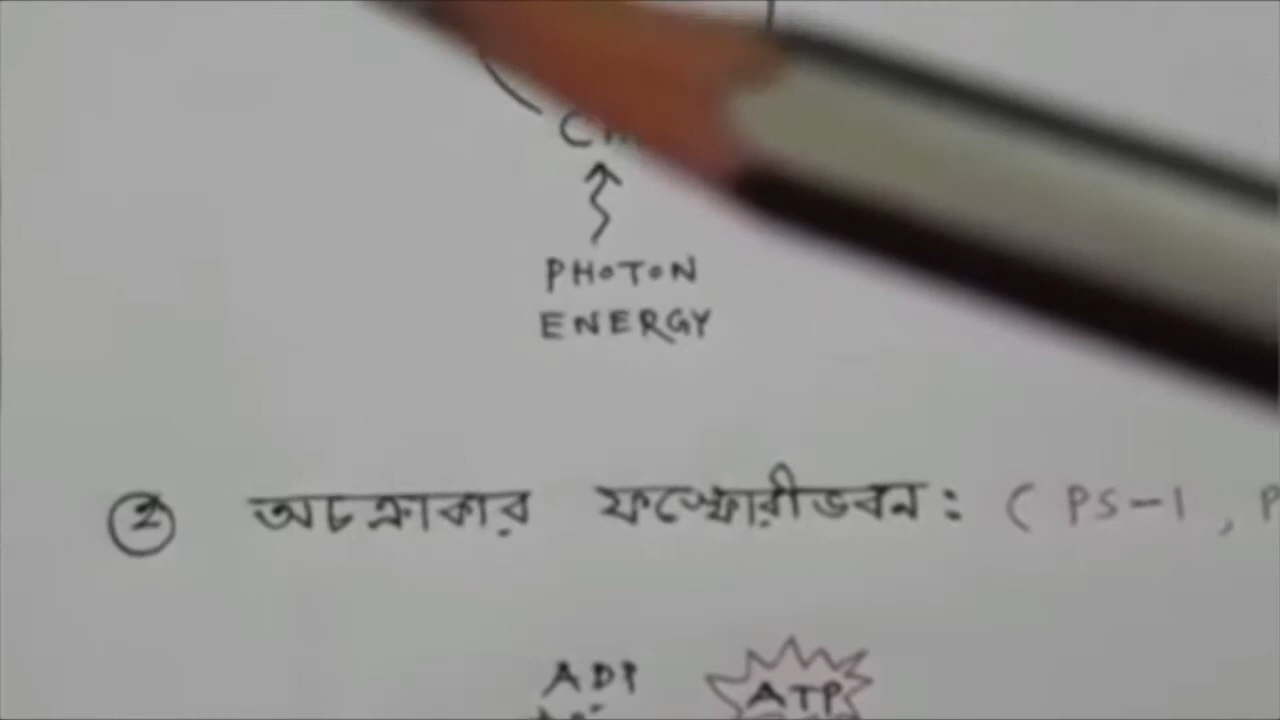 PHOTON
ENERGY
② অচক্রাকার ফস্ফোরীভবন: ( PS-1 ,
ADP ATP